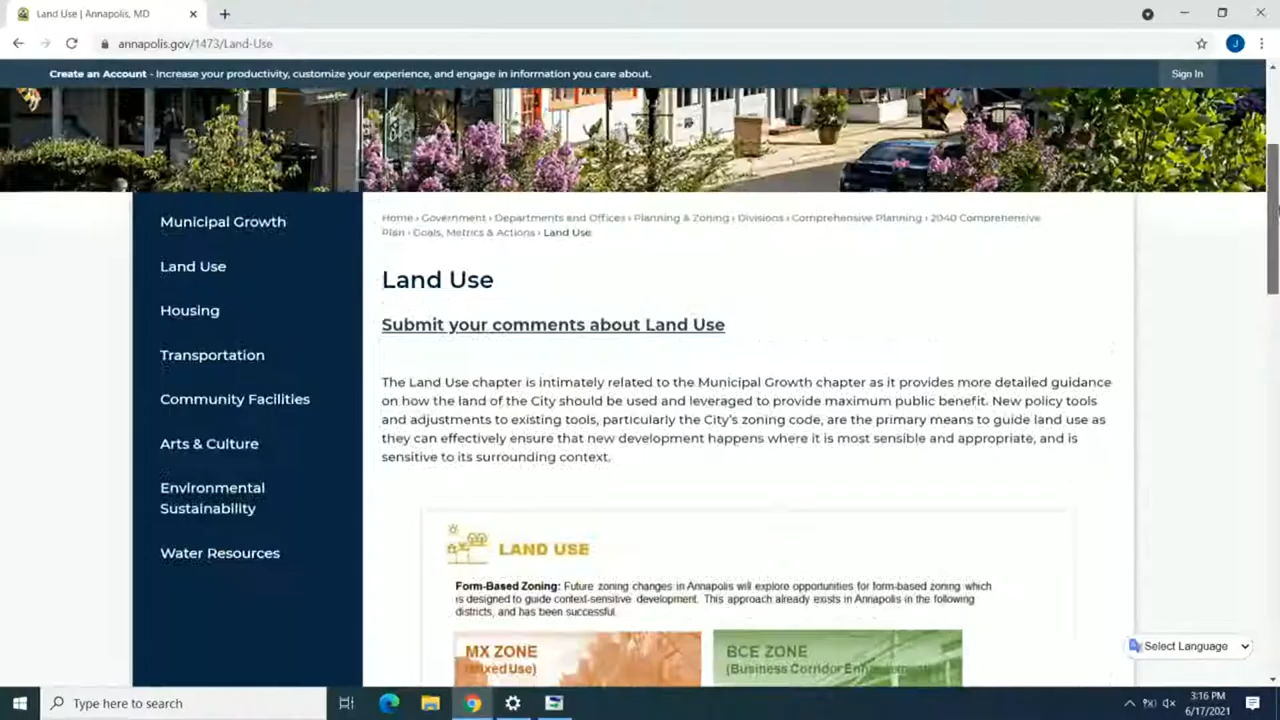 Land Use | Annapolis, MD
annapolis.gov/1473/Land-Use
J
Create an Account - Increase your productivity, customize your experience, and engage in information you care about.
Sign In
Municipal Growth
Land Use
Housing
Transportation
Community Facilities
Arts & Culture
Environmental
Sustainability
Water Resources
Home › Government › Departments and Offices › Planning & Zoning › Divisions › Comprehensive Planning › 2040 Comprehensive
Plan › Goals, Metrics & Actions › Land Use
Land Use
Submit your comments about Land Use
The Land Use chapter is intimately related to the Municipal Growth chapter as it provides more detailed guidance
on how the land of the City should be used and leveraged to provide maximum public benefit. New policy tools
and adjustments to existing tools, particularly the City's zoning code, are the primary means to guide land use as
they can effectively ensure that new development happens where it is most sensible and appropriate, and is
sensitive to its surrounding context.
LAND USE
Form-Based Zoning: Future zoning changes in Annapolis will explore opportunities for form-based zoning which
is designed to guide context-sensitive development. This approach already exists in Annapolis in the following
districts, and has been successful.
MX ZONE
(Mixed Use)
BCE ZONE
(Business Corridor Enhancement)
Select Language
Type here to search
3:16 PM
6/17/2021